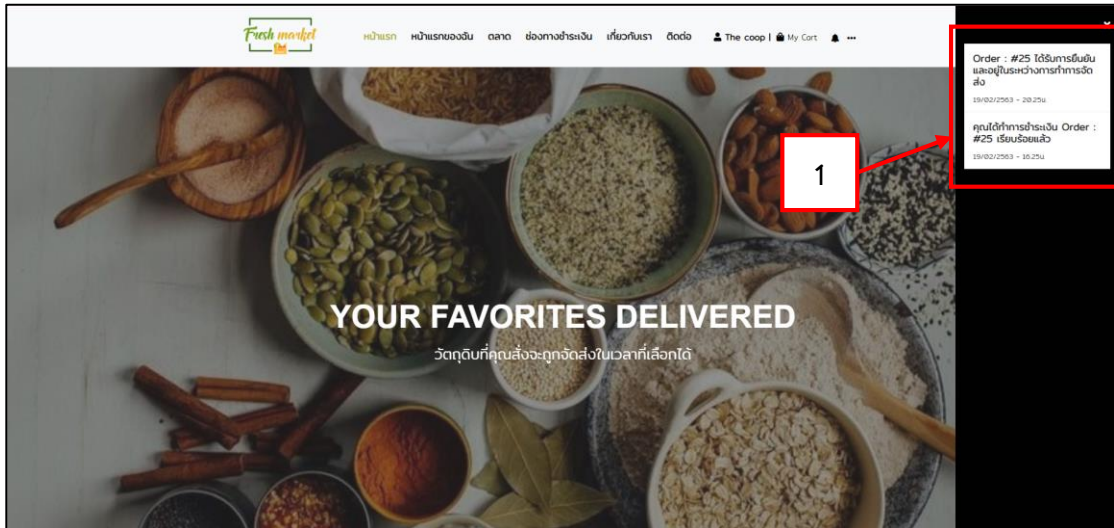 Fresh market
หน้าแรก หน้าแรกของฉัน ตลาด ช่องทางชำระเงิน เกี่ยวกับเรา ติดต่อ The coop | My Cart
Order : #25 ได้รับการยืนยัน
และอยู่ในระหว่างการทำการจัด
ส่ง
19/02/2563 - 20.25น
คุณได้ทำการชำระเงิน Order :
#25 เรียบร้อยแล้ว
19/02/2563 - 16.25น
1
YOUR FAVORITES DELIVERED
วัตถุดิบที่คุณสั่งจะถูกจัดส่งในเวลาที่เลือกได้